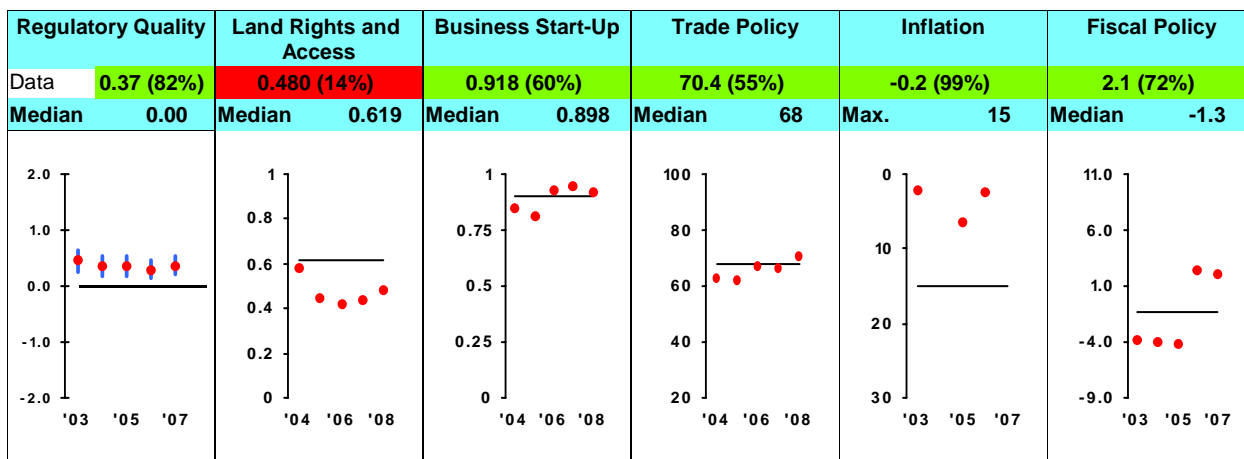 Regulatory Quality
Data 0.37 (82%)
Median 0.00
2.0
1.0
0.0
-1.0
-2.0
'03 '05 '07
Land Rights and
Access
0.480 (14%)
Median 0.619
1
0.8
0.6
0.4
0.2
0
'04 '06 '08
Business Start-Up
0.918 (60%)
Median 0.898
1
0.75
0.5
0.25
0
'04 '06 '08
Trade Policy
70.4 (55%)
Median 68
100
80
60
40
20
'04 '06 '08
Inflation
-0.2 (99%)
Max. 15
0
10
20
30
'03 '05 '07
Fiscal Policy
2.1 (72%)
Median -1.3
11.0
6.0
1.0
-4.0
-9.0
'03 '05 '07